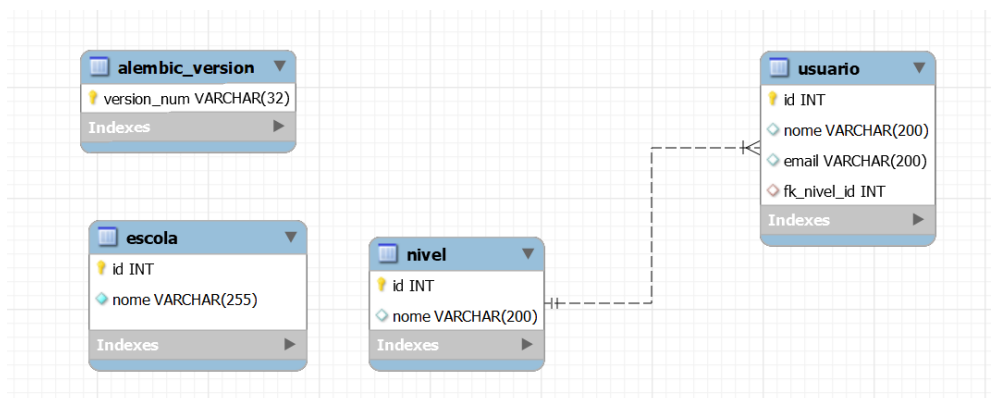 alembic_version
version_num VARCHAR(32)
Indexes
usuario
id INT
nome VARCHAR(200)
email VARCHAR(200)
fk_nivel_id INT
Indexes
escola
id INT
nome VARCHAR(255)
Indexes
nivel
id INT
nome VARCHAR(200)
Indexes